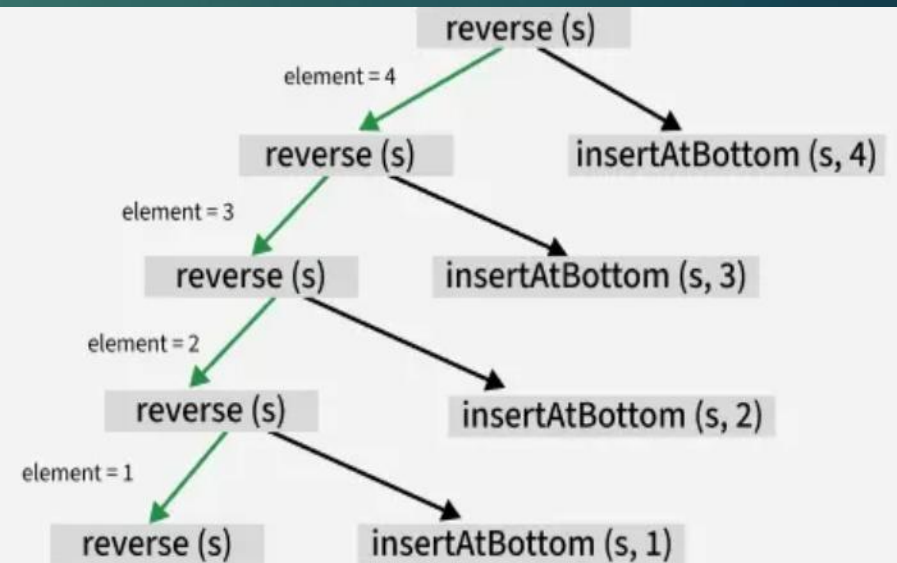 reverse (s)
element = 4
reverse (s)
insertAtBottom (s, 4)
element = 3
reverse (s)
insertAtBottom (s, 3)
element = 2
reverse (s)
insertAtBottom (s, 2)
element = 1
reverse (s)
insertAtBottom (s, 1)